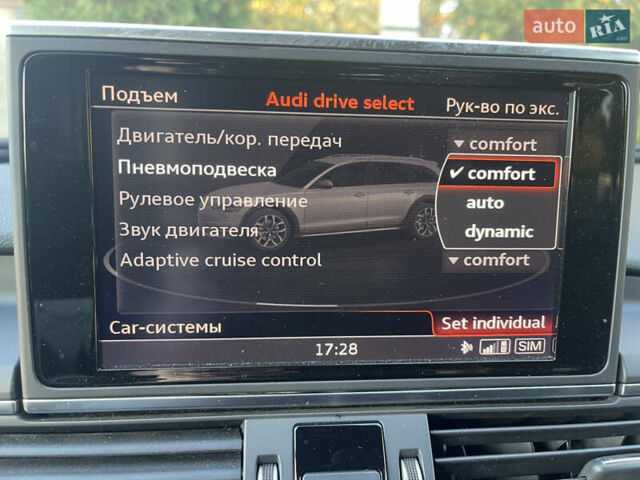 auto RIA.com
Подъем Audi drive select Рук-во по экс.
Двигатель/кор. передач comfort
Пневмоподвеска ✔ comfort
Рулевое управление auto
Звук двигателя dynamic
Adaptive cruise control comfort
Car-системы Set individual
17:28 SIM